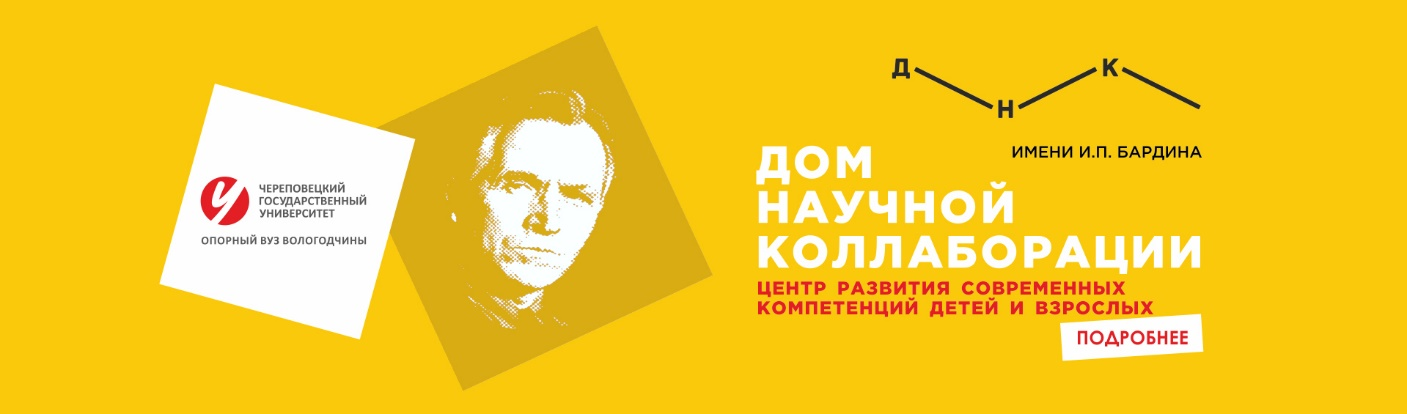 ЧЕРЕПОВЕЦКИЙ
ГОСУДАРСТВЕННЫЙ
УНИВЕРСИТЕТ
ОПОРНЫЙ ВУЗ ВОЛОГОДЧИНЫ
Д Н К
ИМЕНИ И.П. БАРДИНА
ДОМ
НАУЧНОЙ
КОЛЛАБОРАЦИИ
ЦЕНТР РАЗВИТИЯ СОВРЕМЕННЫХ
КОМПЕТЕНЦИЙ ДЕТЕЙ И ВЗРОСЛЫХ
ПОДРОБНЕЕ